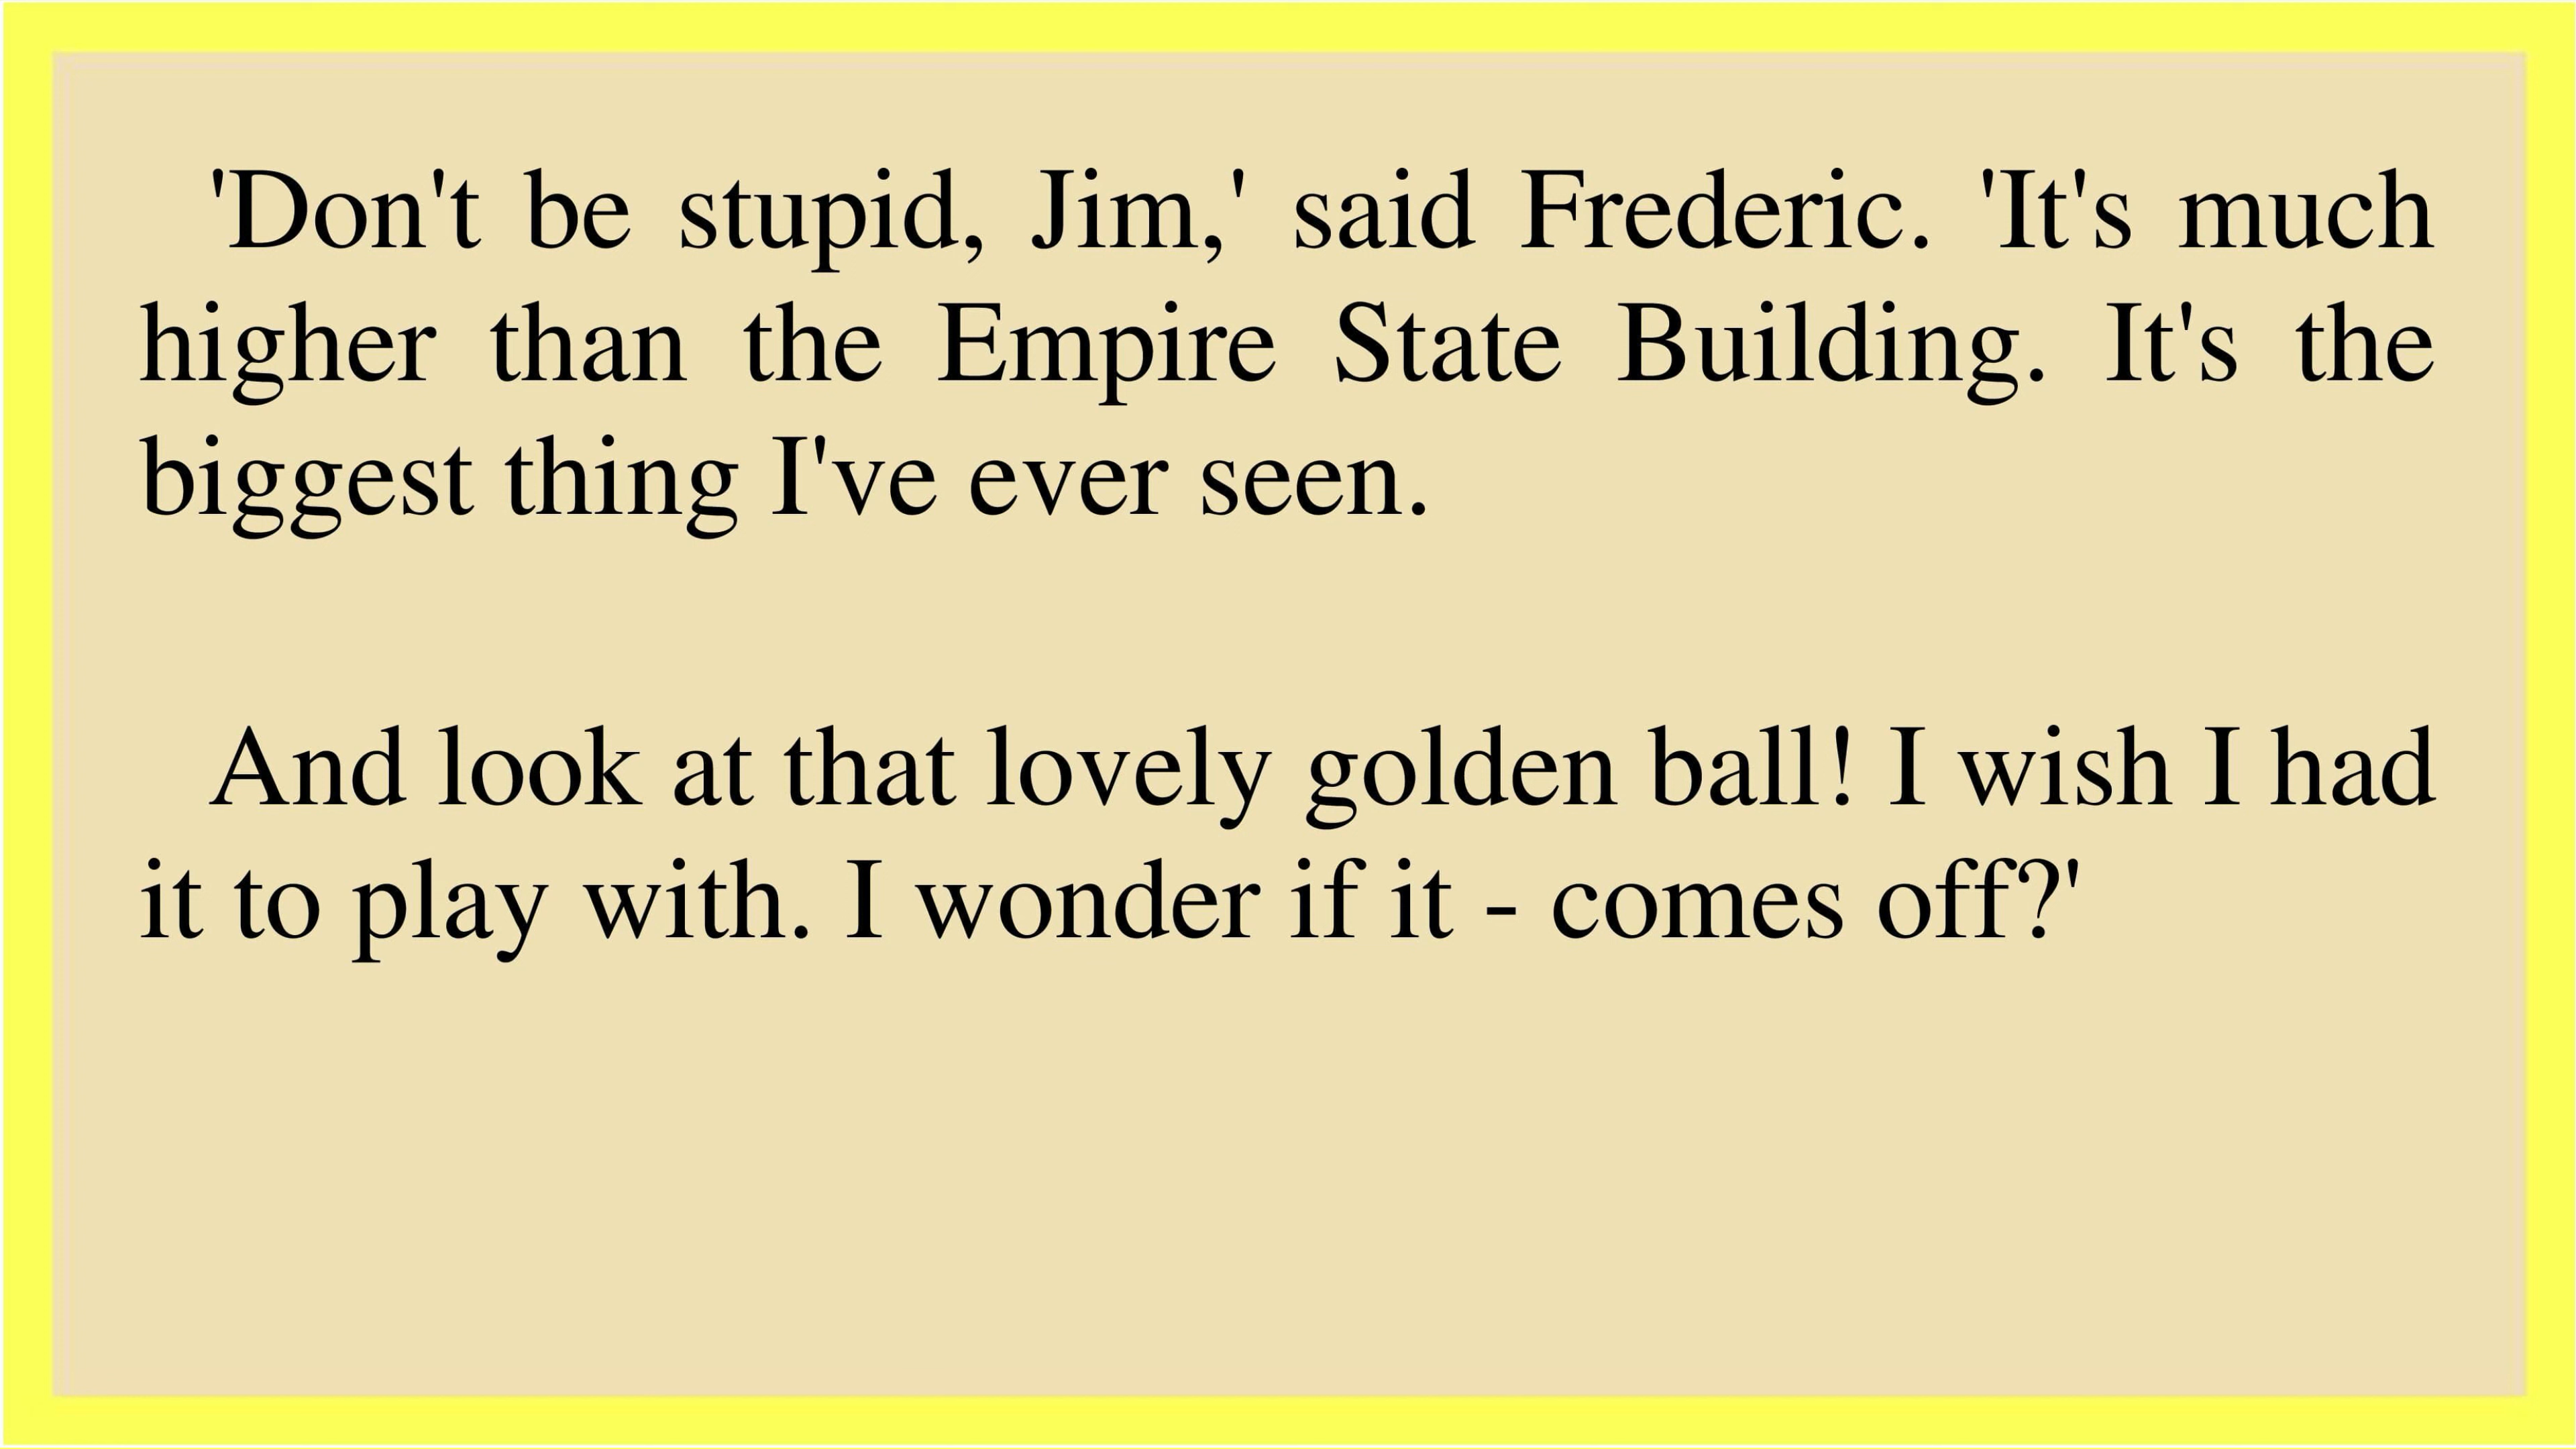 'Don't be stupid, Jim,' said Frederic. 'It's much
higher than the Empire State Building. It's the
biggest thing I've ever seen.
And look at that lovely golden ball! I wish I had
it to play with. I wonder if it - comes off?'